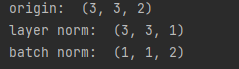 origin:  (3, 3, 2)
layer norm:  (3, 3, 1)
batch norm:  (1, 1, 2)